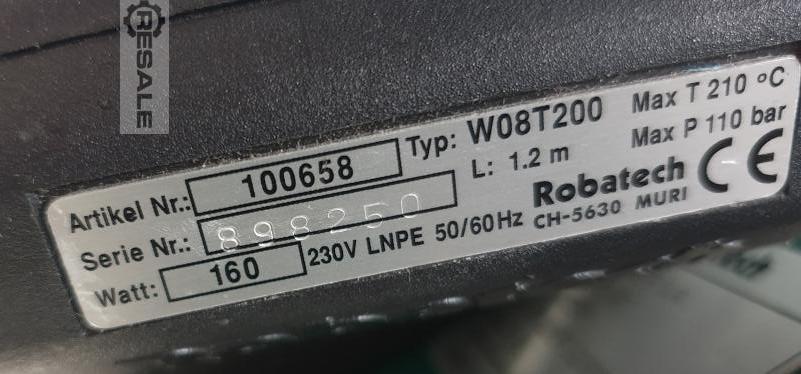 RESALE
Artikel Nr.: 100658 Typ: W08T200 Max T 210 °C
Serie Nr.: 898250 L: 1.2 m Max P 110 bar
Watt: 160 230V LNPE 50/60Hz Robatech CE
CH-5630 MURI